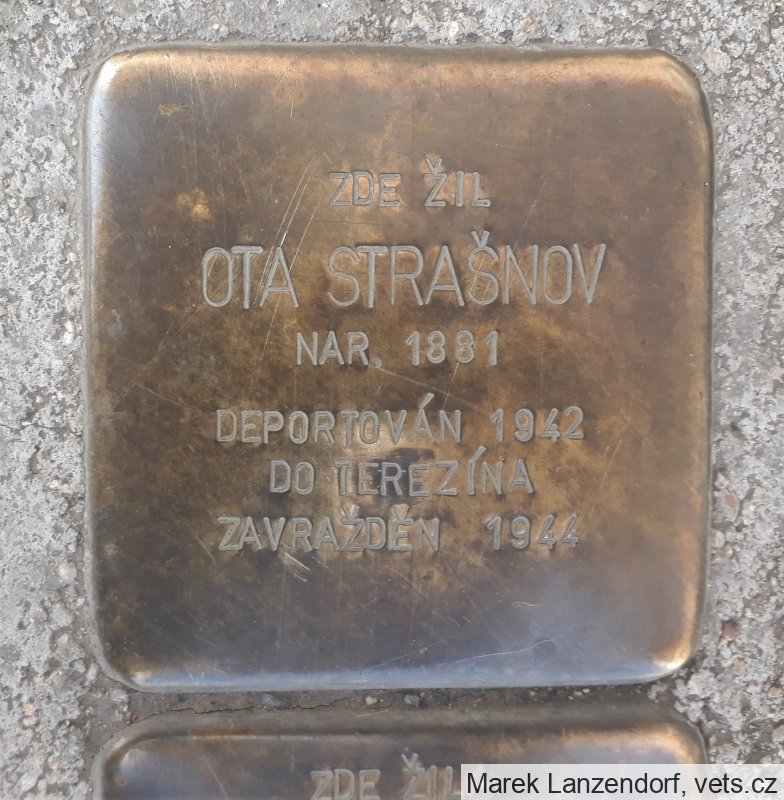 ZDE ŽIL
OTA STRAŠNOV
NAR. 1881
DEPORTOVÁN 1942
DO TEREZÍNA
ZAVRAŽDĚN 1944
ZDE ŽIL
Marek Lanzendorf, vets.cz